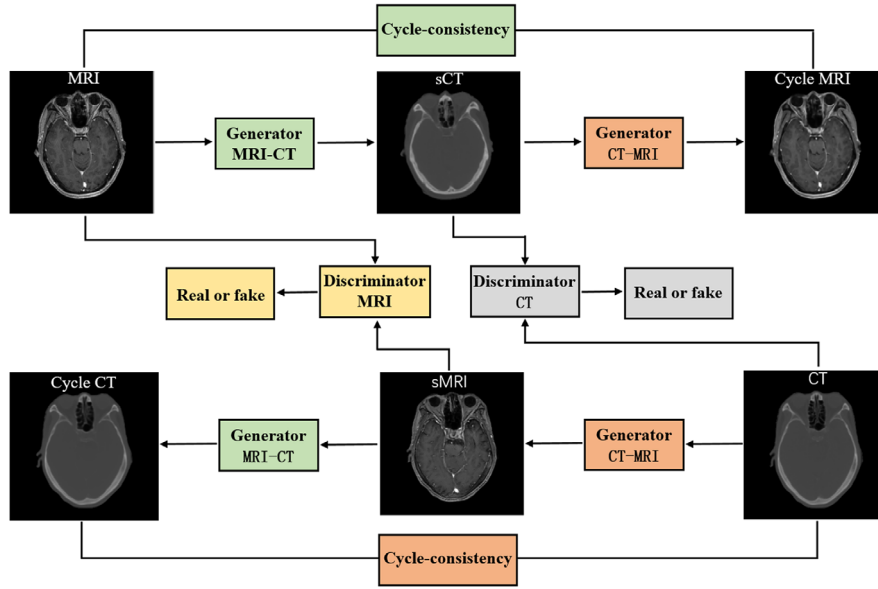 Cycle-consistency
MRI
sCT
Cycle MRI
Generator
MRI-CT
Generator
CT-MRI
Real or fake
Discriminator
MRI
Discriminator
CT
Real or fake
Cycle CT
sMRI
CT
Generator
MRI-CT
Generator
CT-MRI
Cycle-consistency